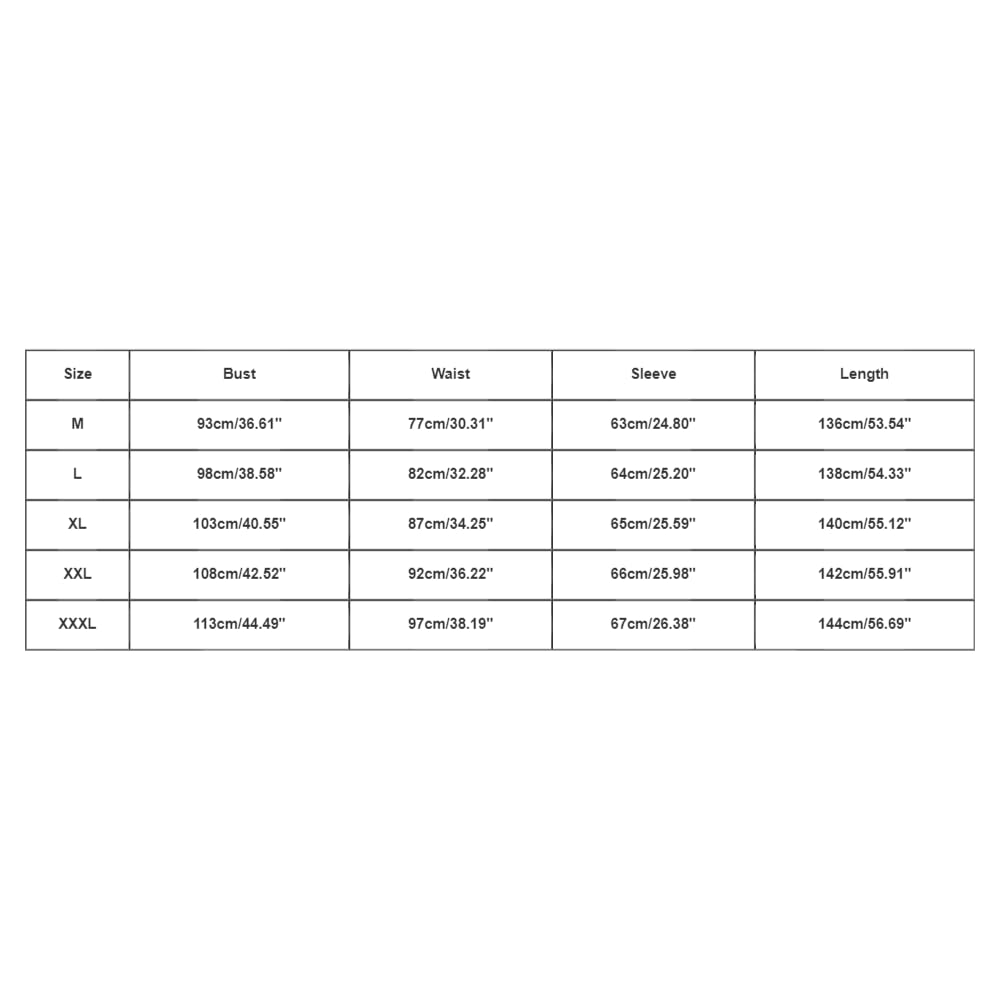 Size Bust Waist Sleeve Length
M 93cm/36.61" 77cm/30.31" 63cm/24.80" 136cm/53.54"
L 98cm/38.58" 82cm/32.28" 64cm/25.20" 138cm/54.33"
XL 103cm/40.55" 87cm/34.25" 65cm/25.59" 140cm/55.12"
XXL 108cm/42.52" 92cm/36.22" 66cm/25.98" 142cm/55.91"
XXXL 113cm/44.49" 97cm/38.19" 67cm/26.38" 144cm/56.69"